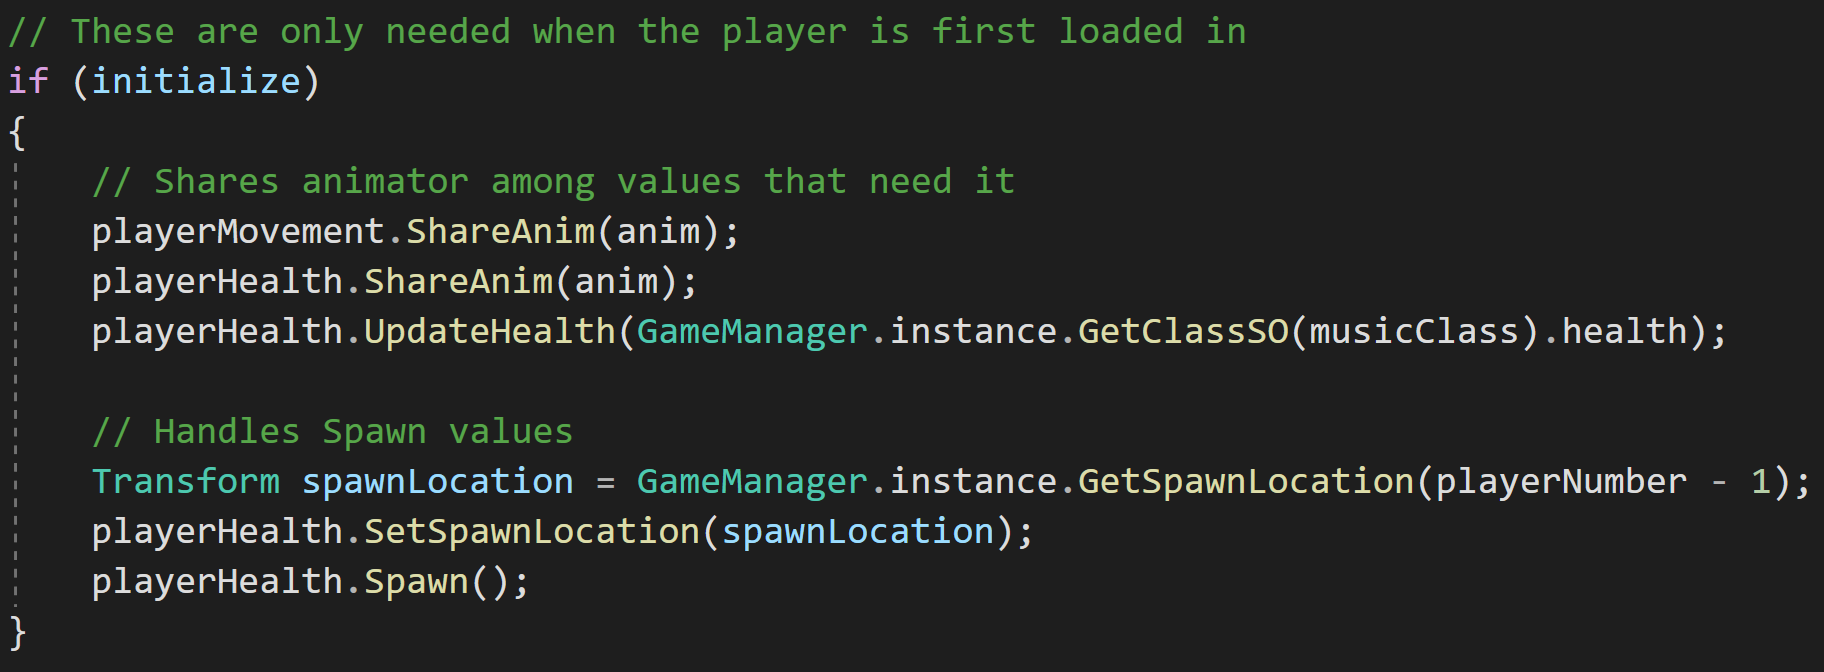 // These are only needed when the player is first loaded in
if (initialize)
{
    // Shares animator among values that need it
    playerMovement.ShareAnim(anim);
    playerHealth.ShareAnim(anim);
    playerHealth.UpdateHealth(GameManager.instance.GetClassSO(musicClass).health);

    // Handles Spawn values
    Transform spawnLocation = GameManager.instance.GetSpawnLocation(playerNumber - 1);
    playerHealth.SetSpawnLocation(spawnLocation);
    playerHealth.Spawn();
}